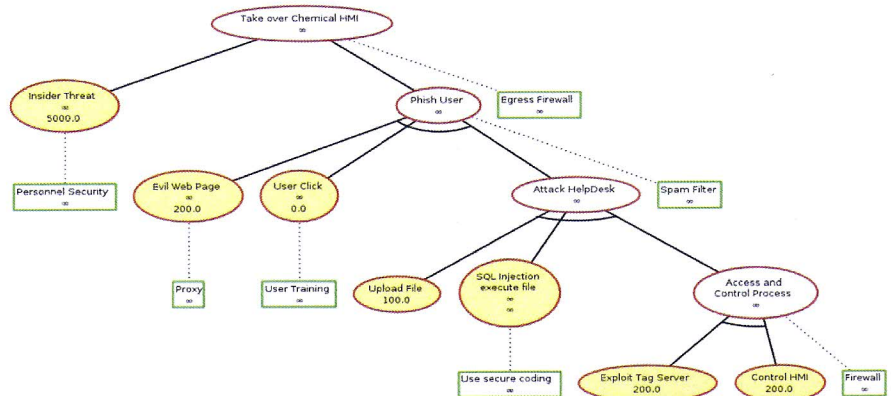 Take over Chemical HMI
∞
Insider Threat
∞
5000.0
Phish User
∞
Egress Firewall
∞
Personnel Security
∞
Evil Web Page
∞
200.0
User Click
∞
0.0
Attack HelpDesk
∞
Spam Filter
∞
Proxy
∞
User Training
∞
Upload File
100.0
SQL Injection
execute file
∞
∞
Access and
Control Process
∞
Use secure coding
∞
Exploit Tag Server
200.0
Control HMI
200.0
Firewall
∞